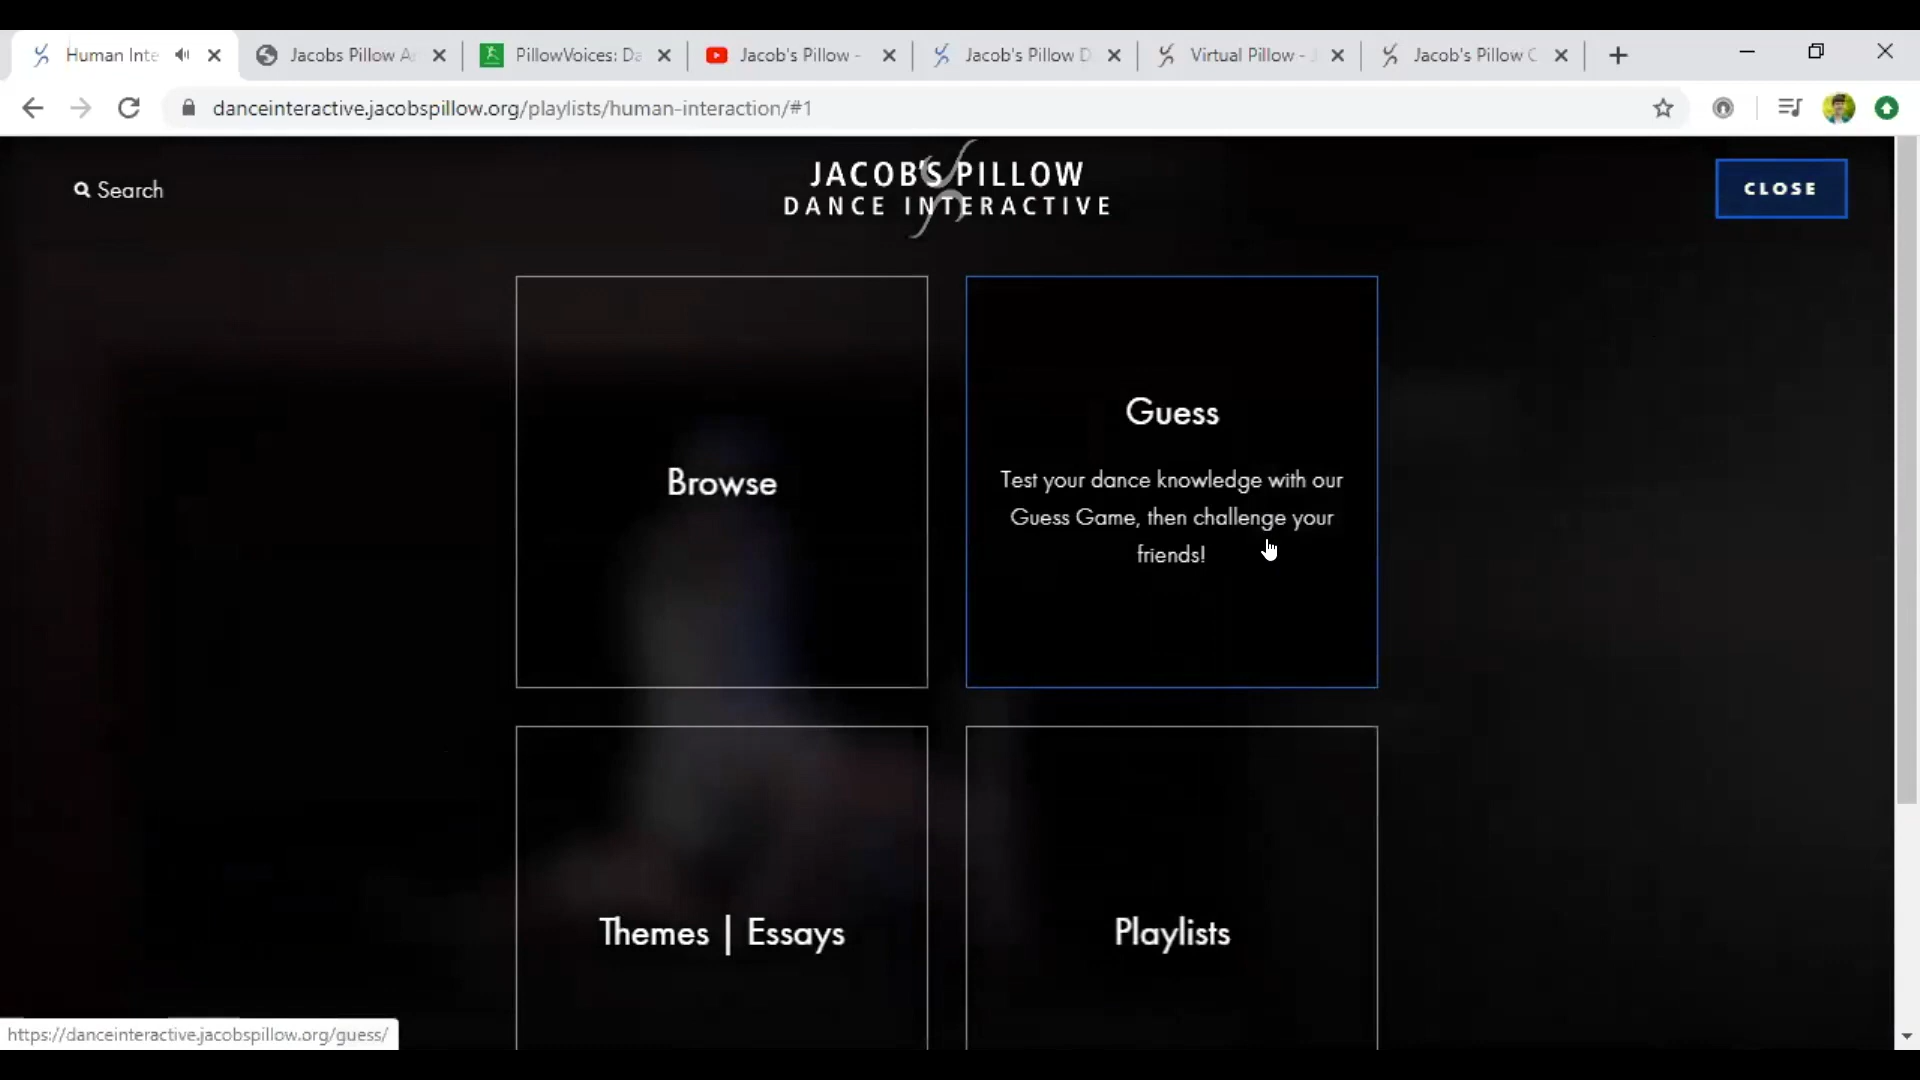 Human Inte
Jacobs Pillow A
PillowVoices: Da
Jacob's Pillow -
Jacob's Pillow D
Virtual Pillow -
Jacob's Pillow C
danceinteractive.jacobspillow.org/playlists/human-interaction/#1
Search
JACOB'S PILLOW
DANCE INTERACTIVE
CLOSE
Browse
Guess
Test your dance knowledge with our
Guess Game, then challenge your
friends!
Themes | Essays
Playlists
https://danceinteractive.jacobspillow.org/guess/